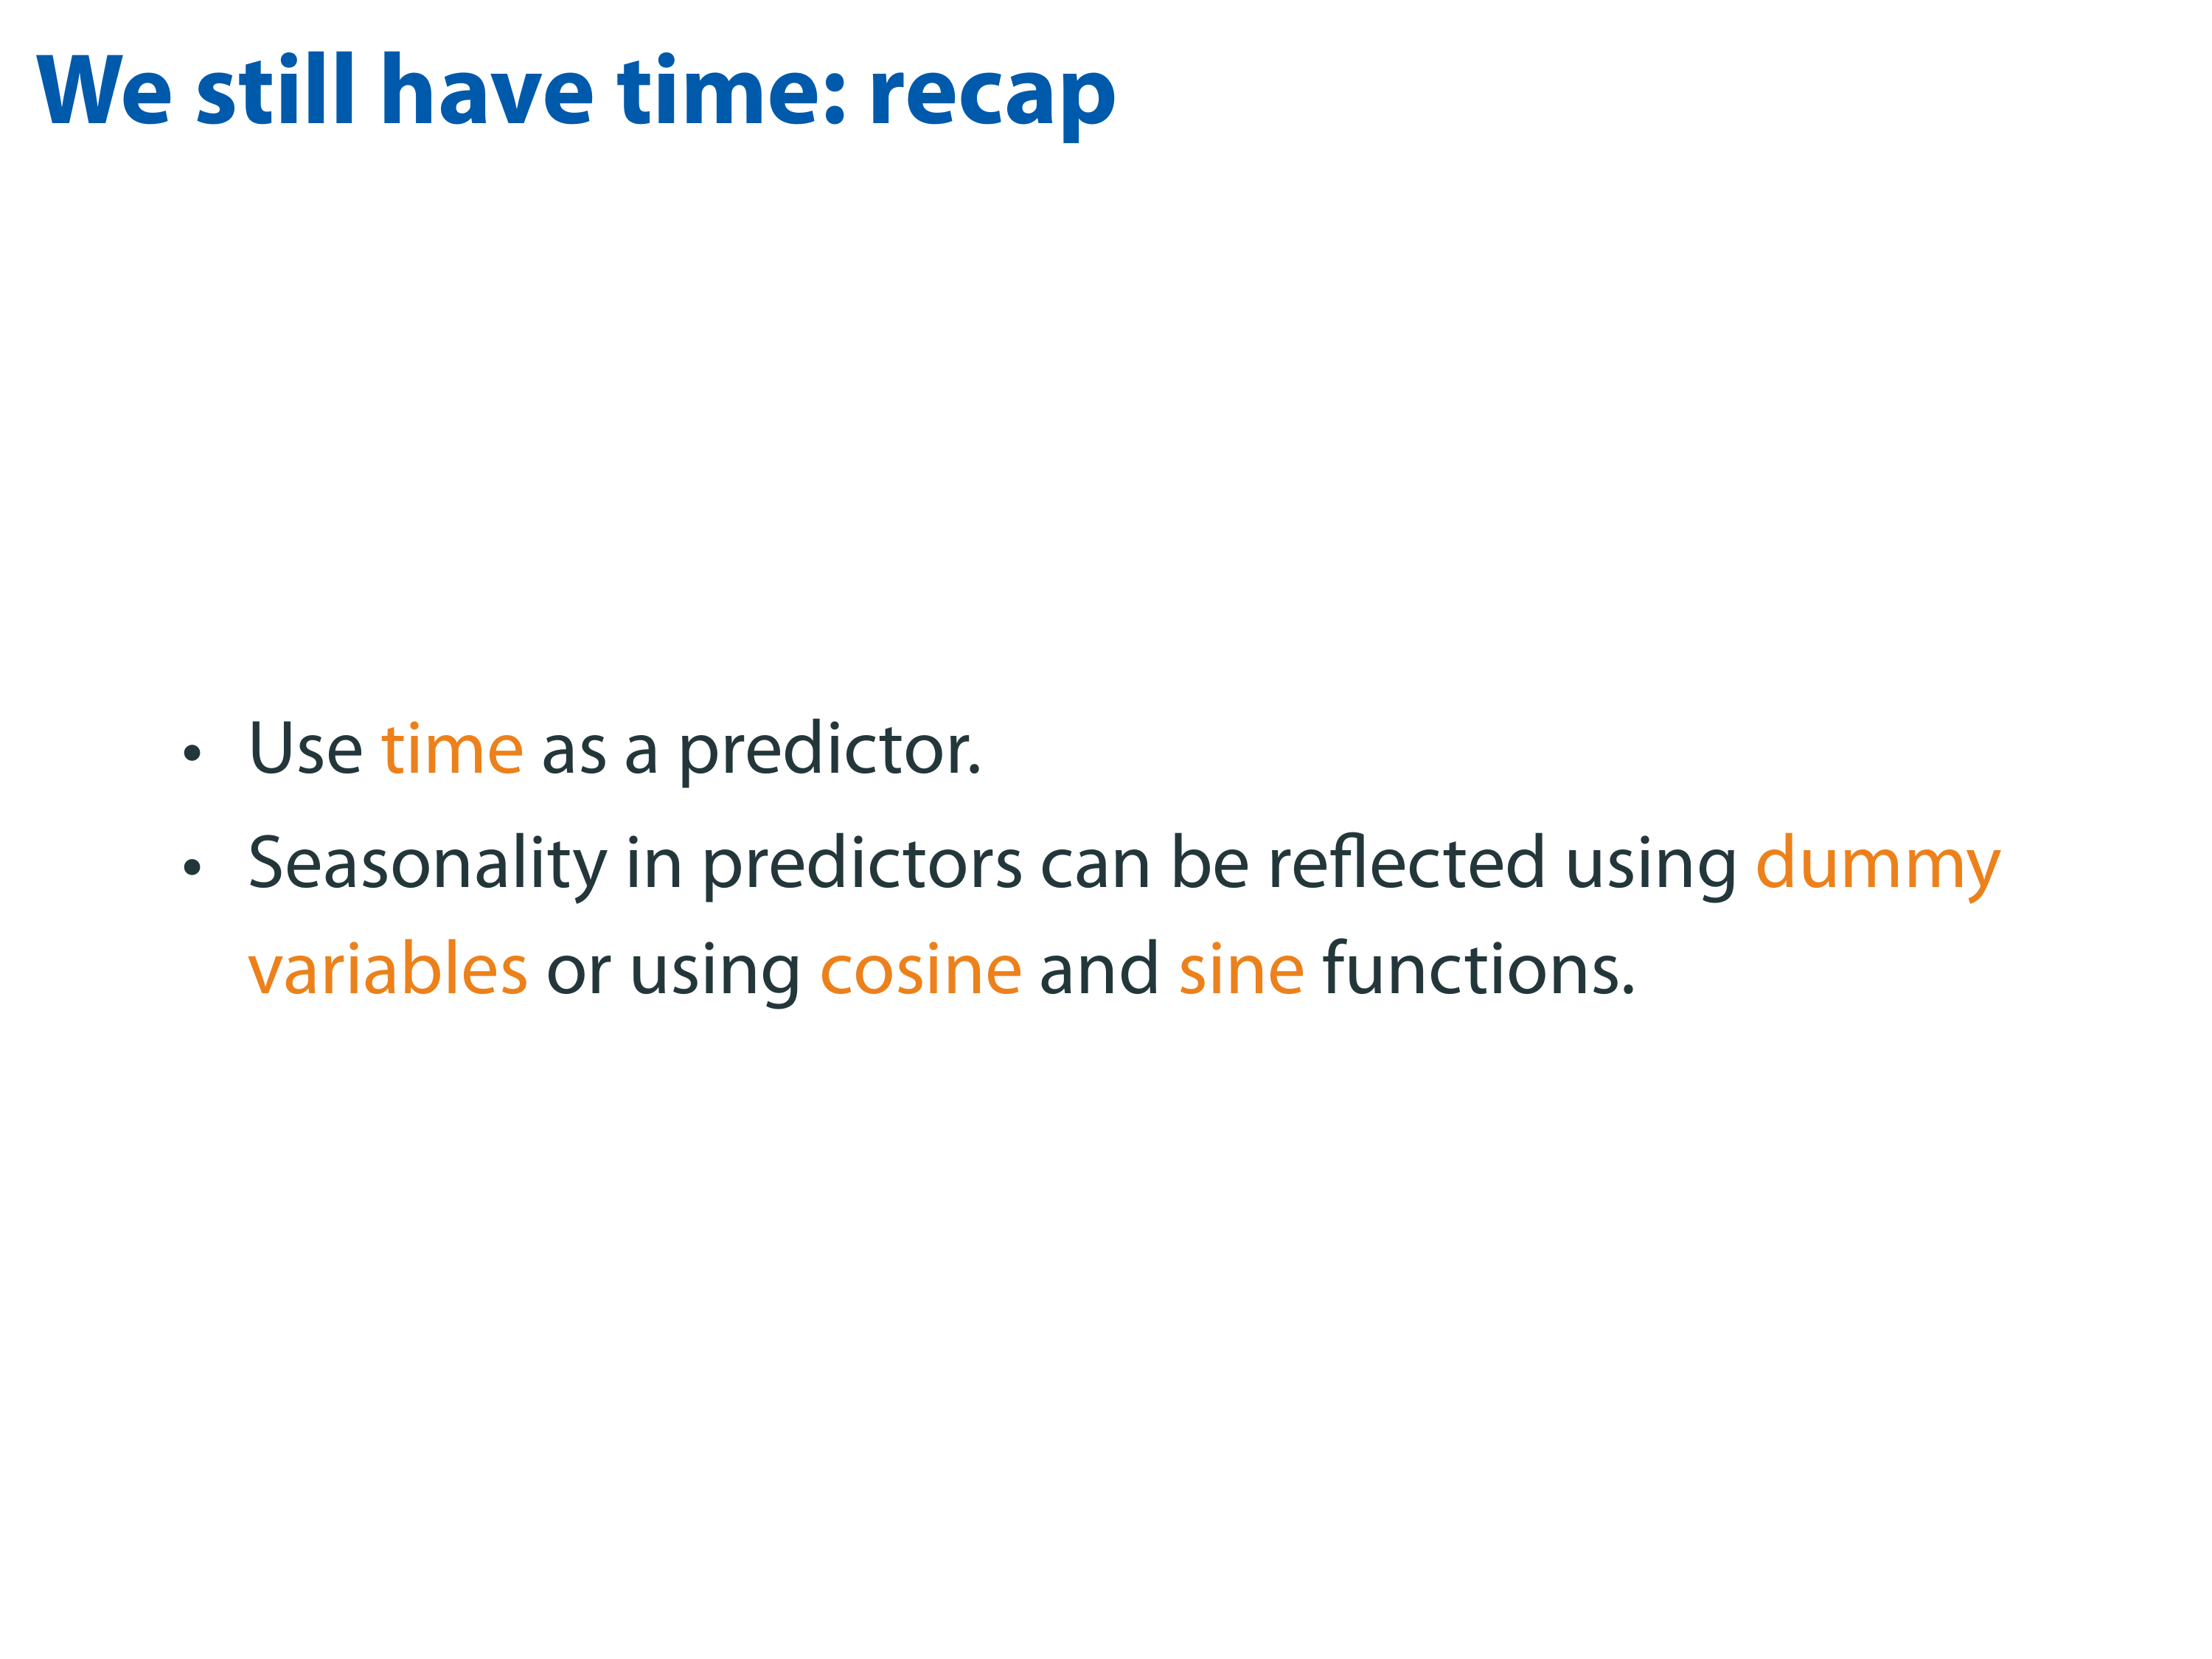 We still have time: recap
• Use time as a predictor.
• Seasonality in predictors can be reflected using dummy
variables or using cosine and sine functions.